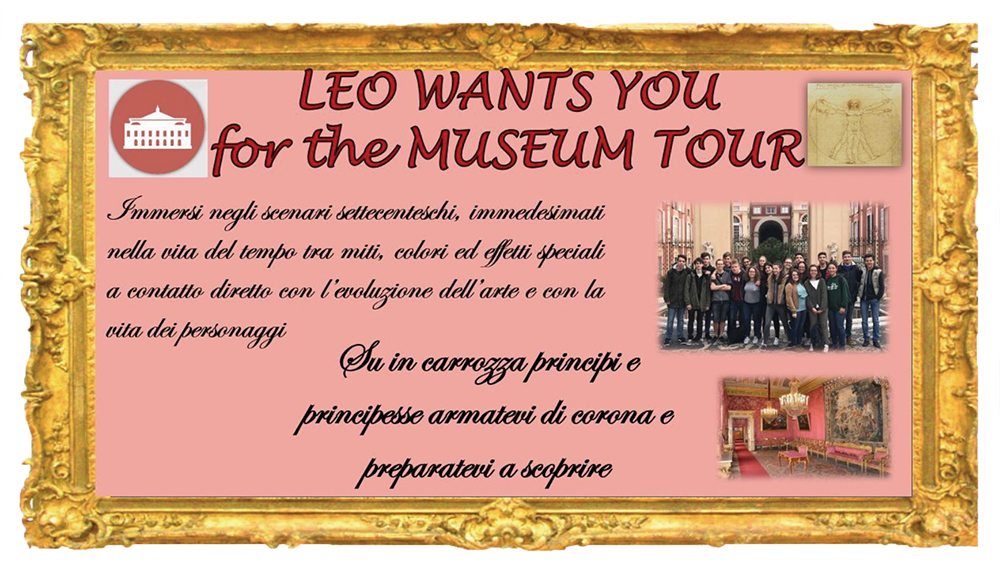 LEO WANTS YOU
for the MUSEUM TOUR
Immersi negli scenari settecenteschi, immedesimati
nella vita del tempo tra miti, colori ed effetti speciali
a contatto diretto con l'evoluzione dell'arte e con la
vita dei personaggi
Su in carrozza principi e
principesse armatevi di corona e
preparatevi a scoprire